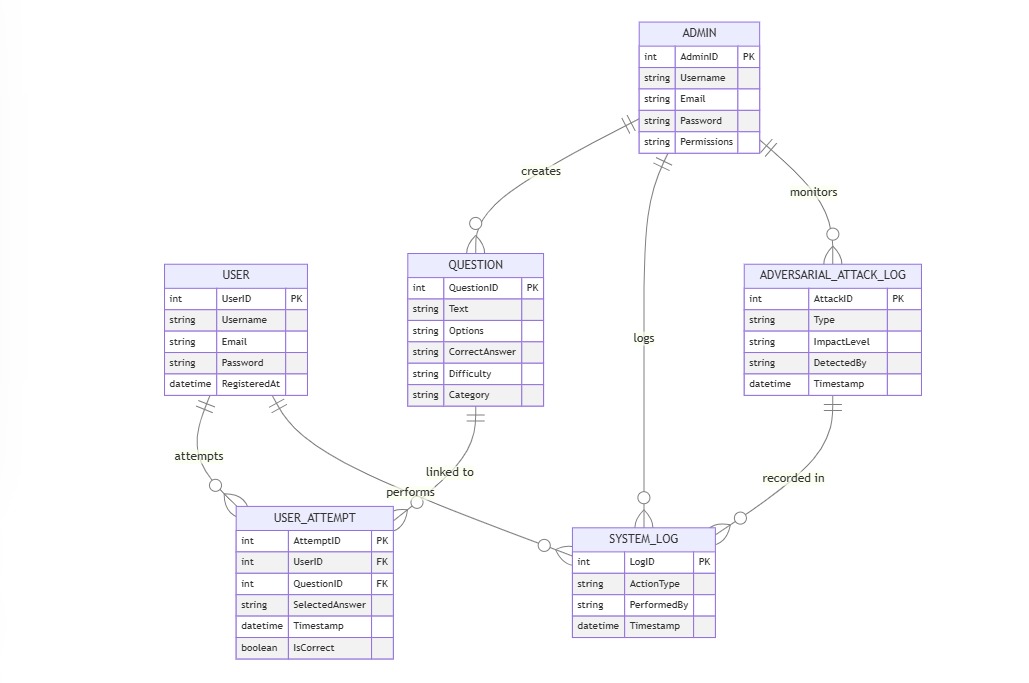 ADMIN
int AdminID PK
string Username
string Email
string Password
string Permissions
creates
monitors
USER
int UserID PK
string Username
string Email
string Password
datetime RegisteredAt
QUESTION
int QuestionID PK
string Text
string Options
string CorrectAnswer
string Difficulty
string Category
ADVERSARIAL_ATTACK_LOG
int AttackID PK
string Type
string ImpactLevel
string DetectedBy
datetime Timestamp
logs
attempts
linked to
performs
recorded in
USER_ATTEMPT
int AttemptID PK
int UserID FK
int QuestionID FK
string SelectedAnswer
datetime Timestamp
boolean IsCorrect
SYSTEM_LOG
int LogID PK
string ActionType
string PerformedBy
datetime Timestamp